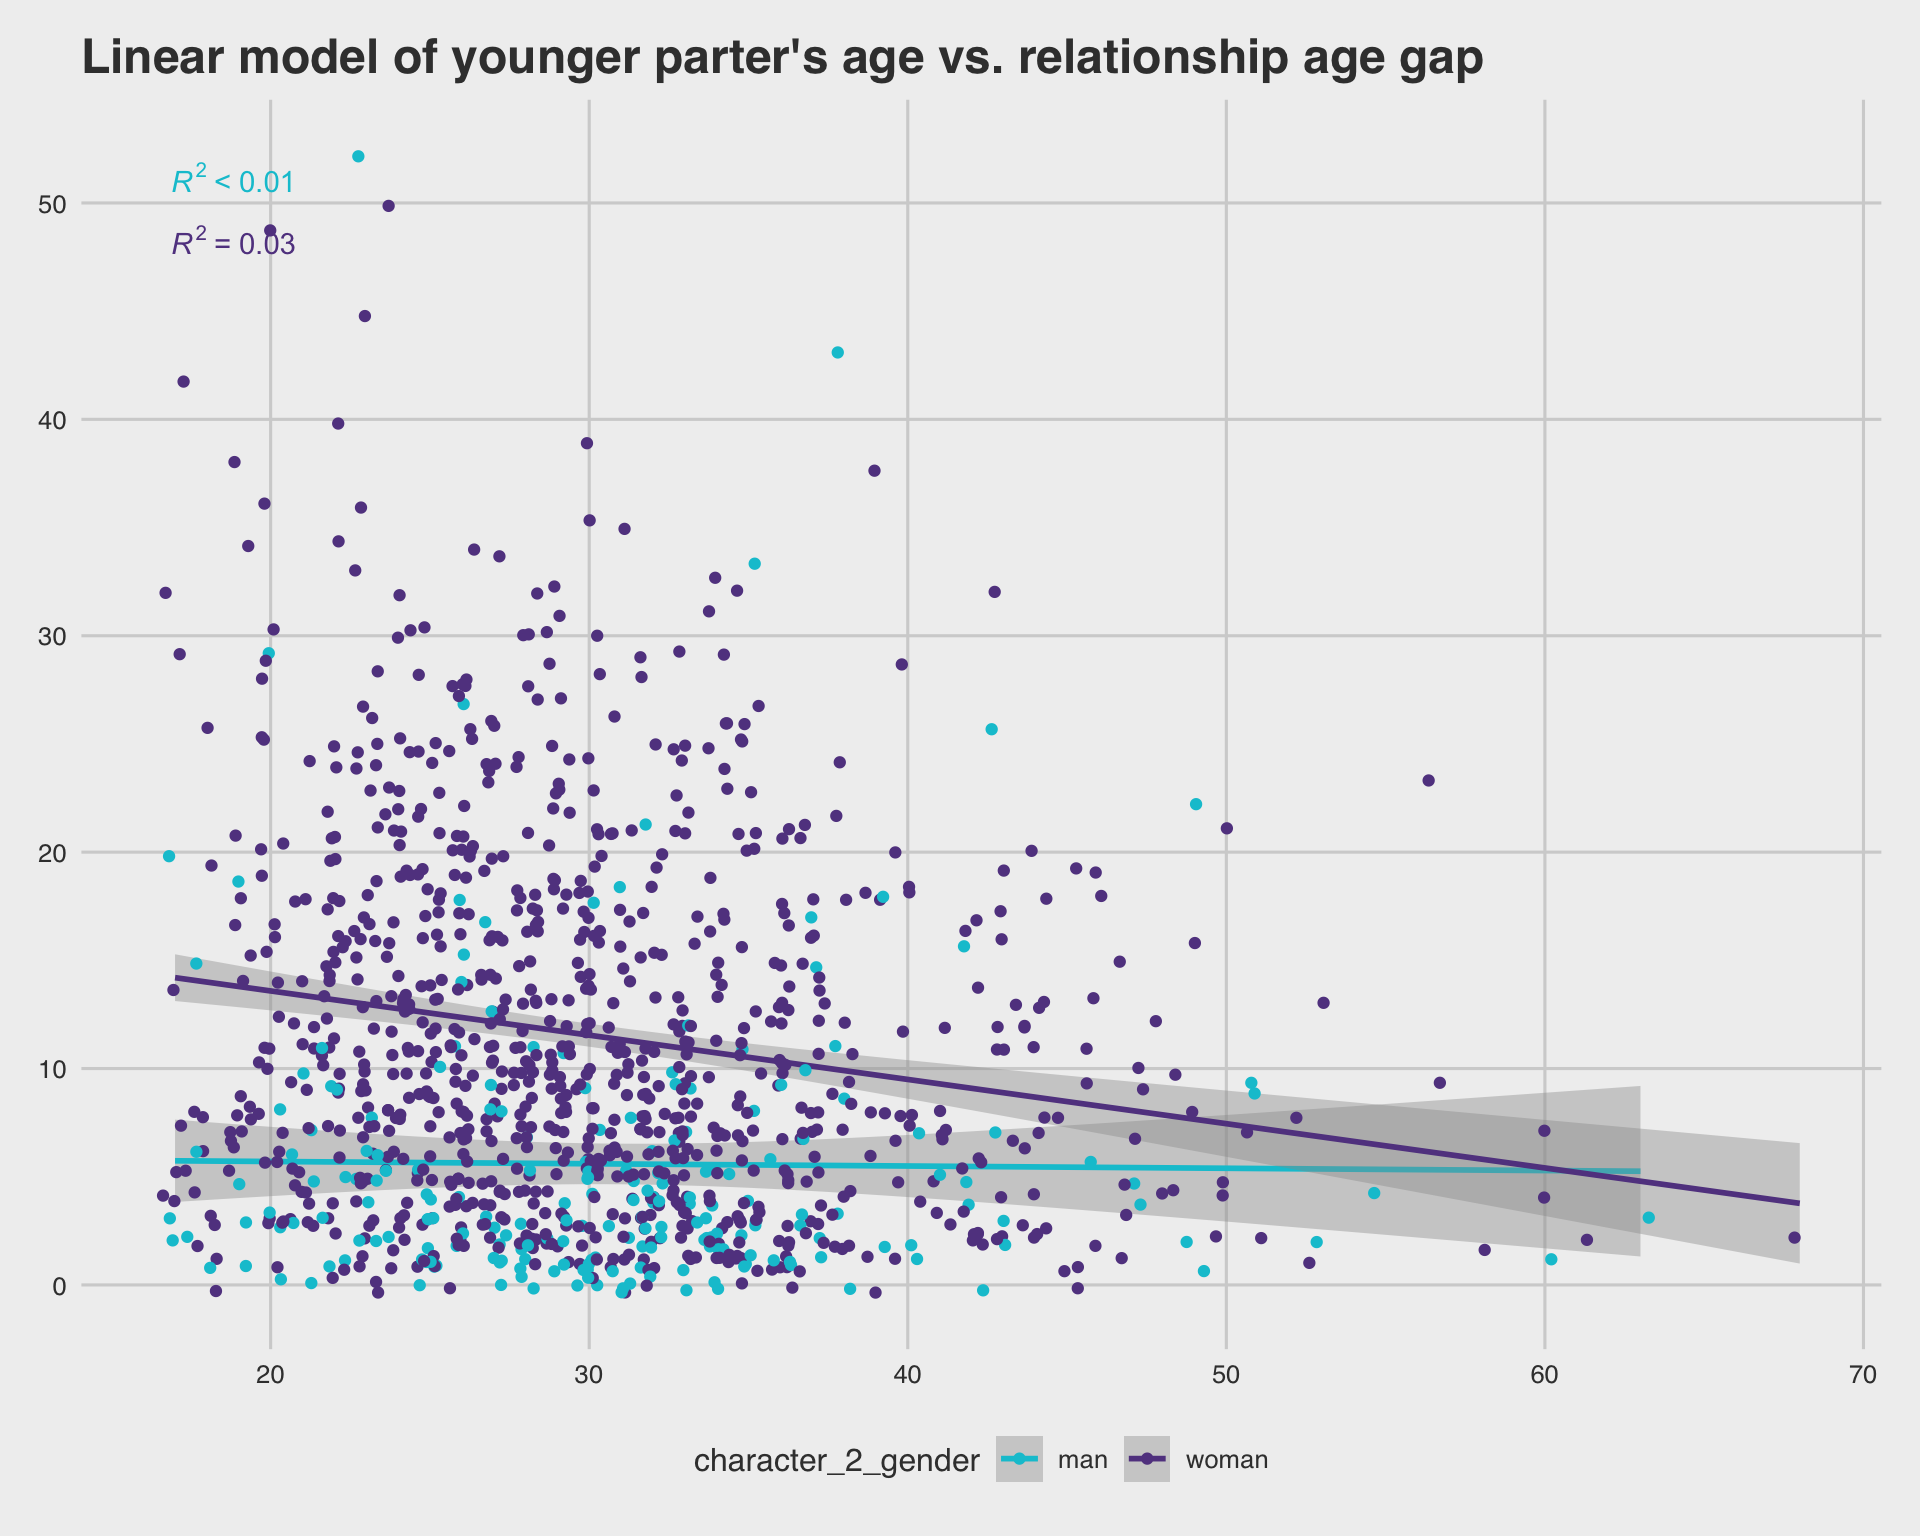 Linear model of younger parter's age vs. relationship age gap
R² < 0.01
R² = 0.03
50
40
30
20
10
0
20 30 40 50 60 70
character_2_gender man woman